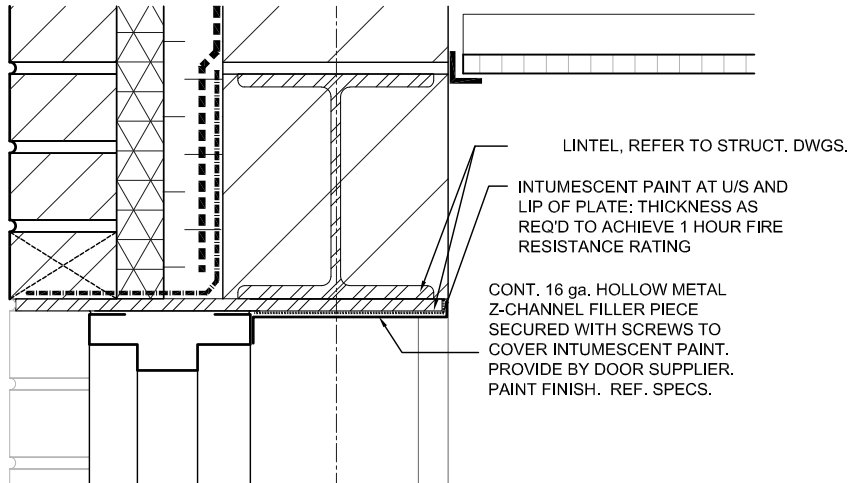 LINTEL, REFER TO STRUCT. DWGS.
INTUMESCENT PAINT AT U/S AND
LIP OF PLATE; THICKNESS AS
REQ'D TO ACHIEVE 1 HOUR FIRE
RESISTANCE RATING
CONT. 16 ga. HOLLOW METAL
Z-CHANNEL FILLER PIECE
SECURED WITH SCREWS TO
COVER INTUMESCENT PAINT.
PROVIDE BY DOOR SUPPLIER.
PAINT FINISH. REF. SPECS.